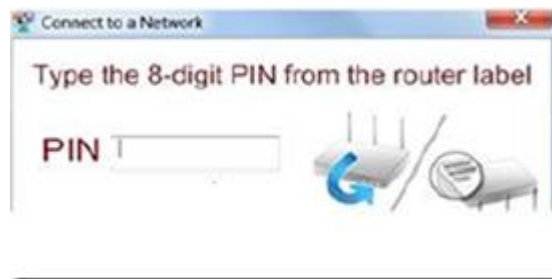 Connect to a Network
Type the 8-digit PIN from the router label
PIN